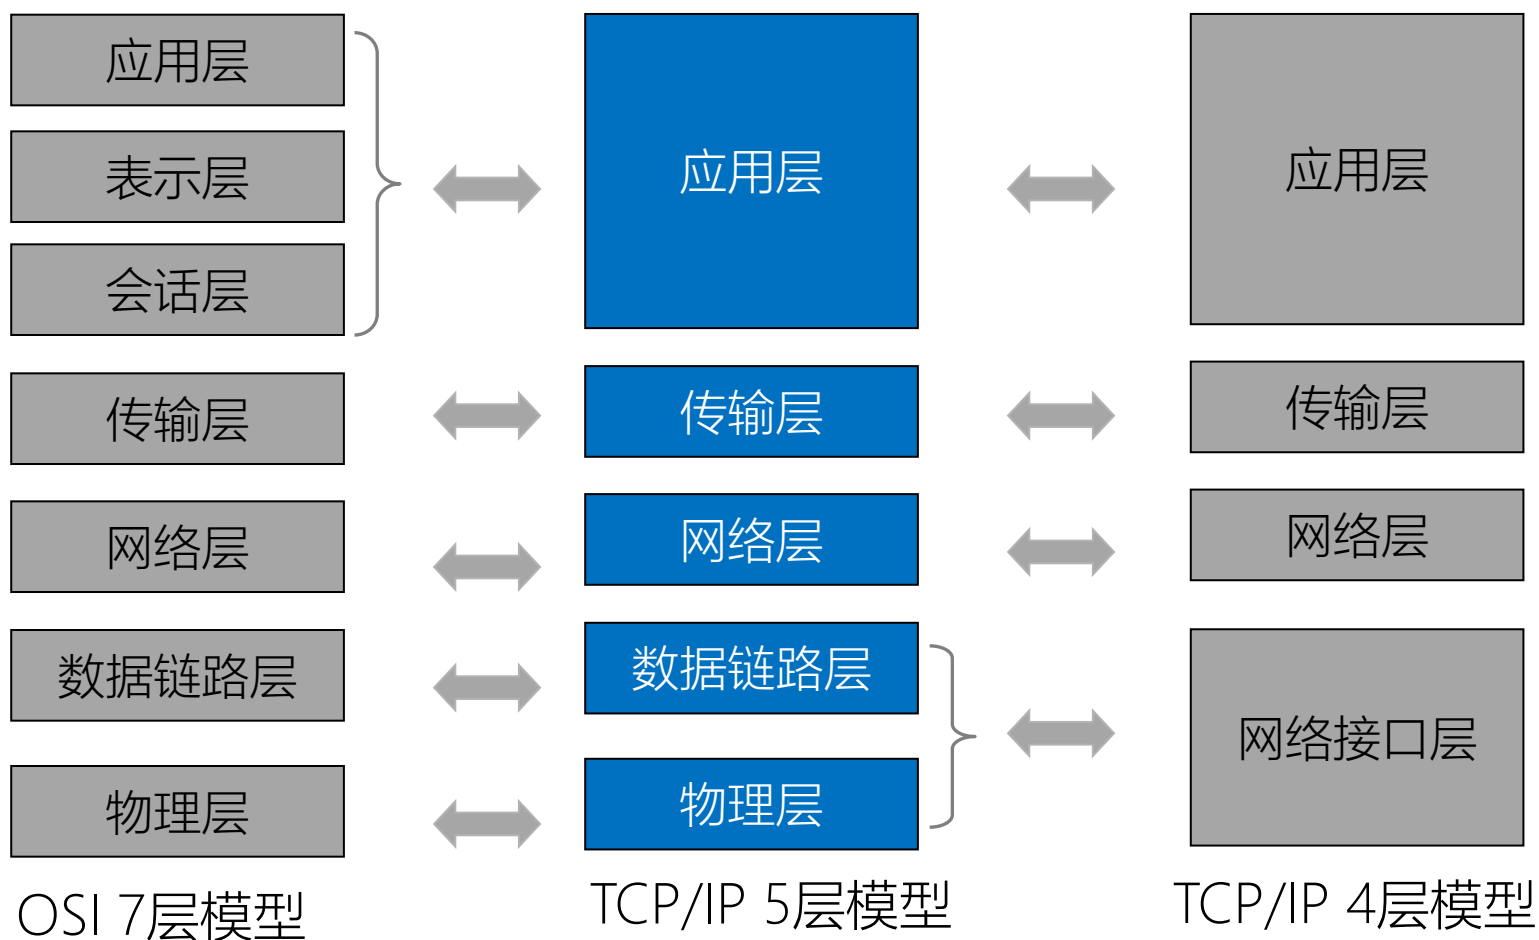 应用层
表示层
会话层
传输层
网络层
数据链路层
物理层
OSI 7层模型
应用层
传输层
网络层
数据链路层
物理层
TCP/IP 5层模型
应用层
传输层
网络层
网络接口层
TCP/IP 4层模型